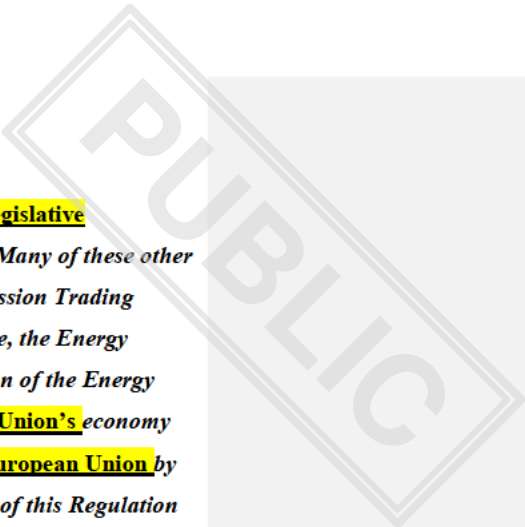 gislative
Many of these other
ssion Trading
e, the Energy
n of the Energy
Union's economy
uropean Union by
of this Regulation
PUBLIC